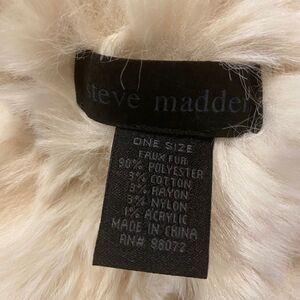 steve madden
ONE SIZE
FAUX FUR
90% POLYESTER
3% COTTON
3% RAYON
3% NYLON
1% ACRYLIC
MADE IN CHINA
RN# 98072